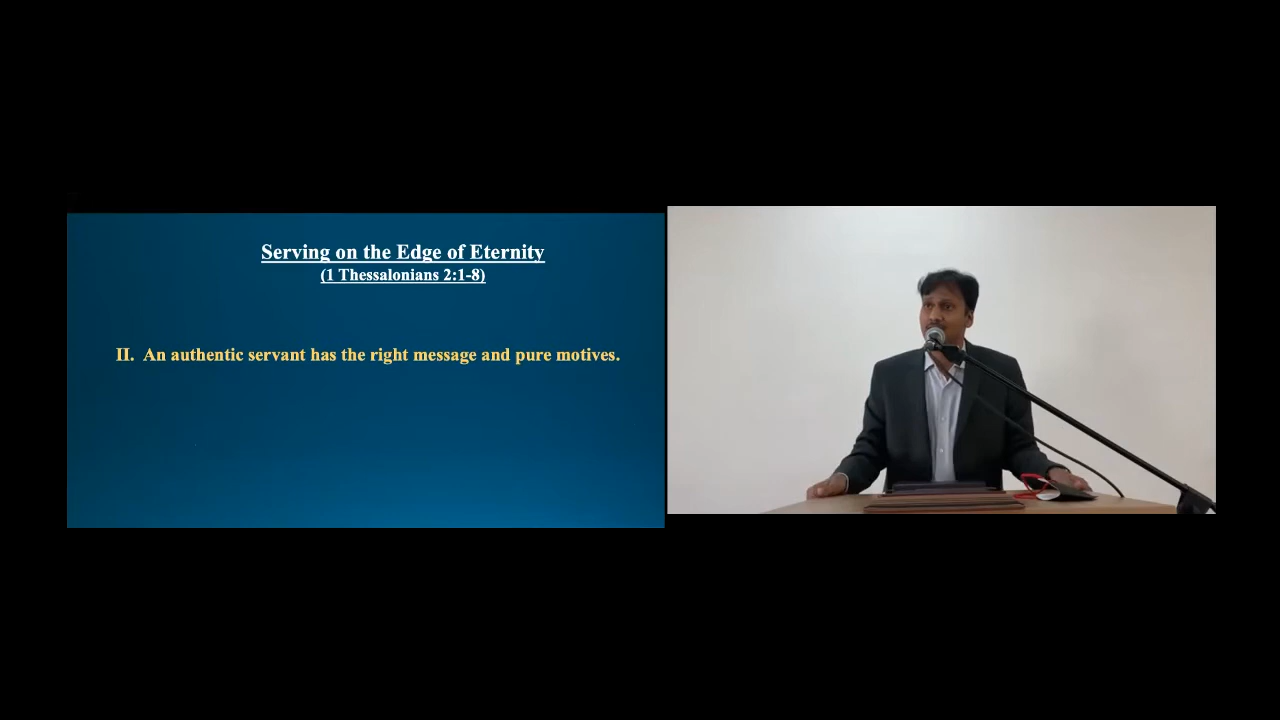 Serving on the Edge of Eternity
(1 Thessalonians 2:1-8)
II. An authentic servant has the right message and pure motives.